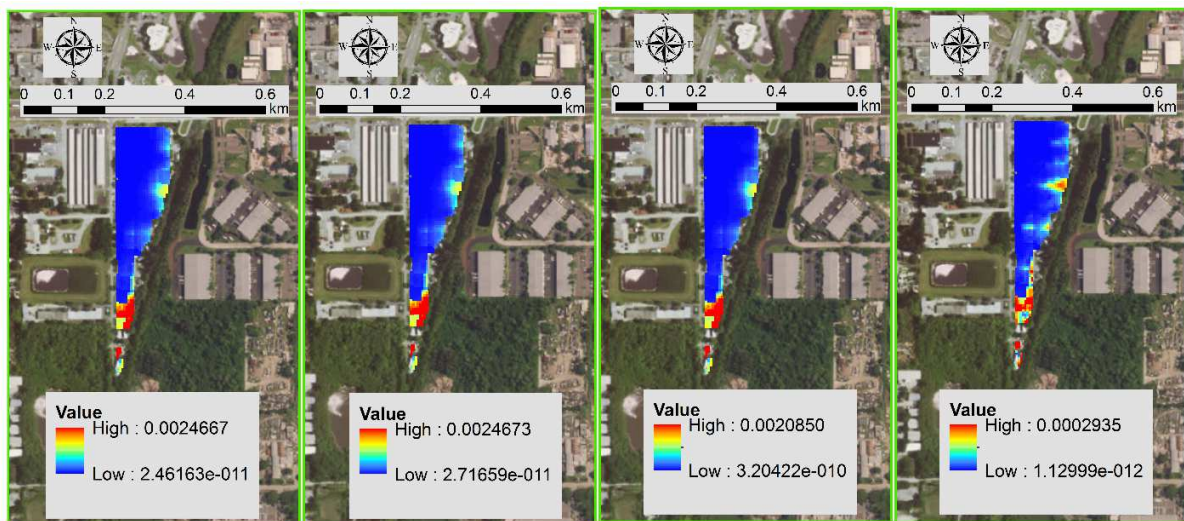 N
W E
S
0 0.1 0.2 0.4 0.6
km
Value
High : 0.0024667
Low : 2.46163e-011
N
W E
S
0 0.1 0.2 0.4 0.6
km
Value
High : 0.0024673
Low : 2.71659e-011
N
W E
S
0 0.1 0.2 0.4 0.6
km
Value
High : 0.0020850
Low : 3.20422e-010
N
W E
S
0 0.1 0.2 0.4 0.6
km
Value
High : 0.0002935
Low : 1.12999e-012